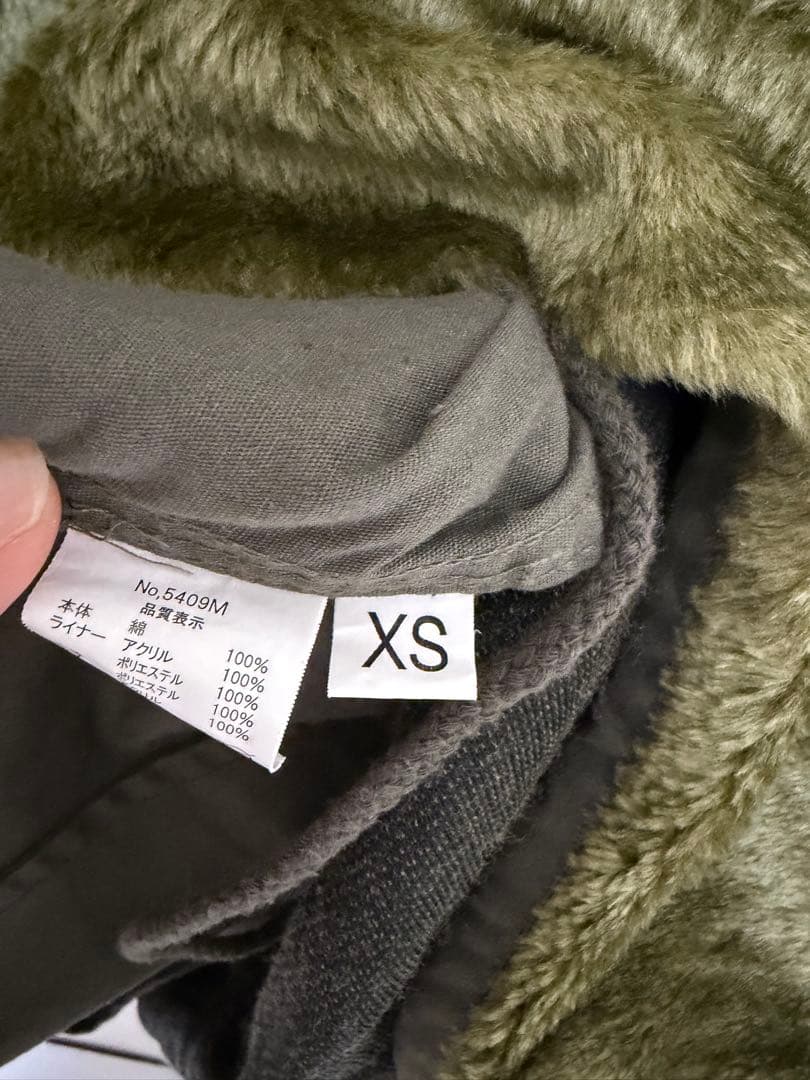 No,5409M
品質表示
本体 綿 100%
ライナー アクリル 100%
ポリエステル 100%
ポリエステル 100%
100%
XS